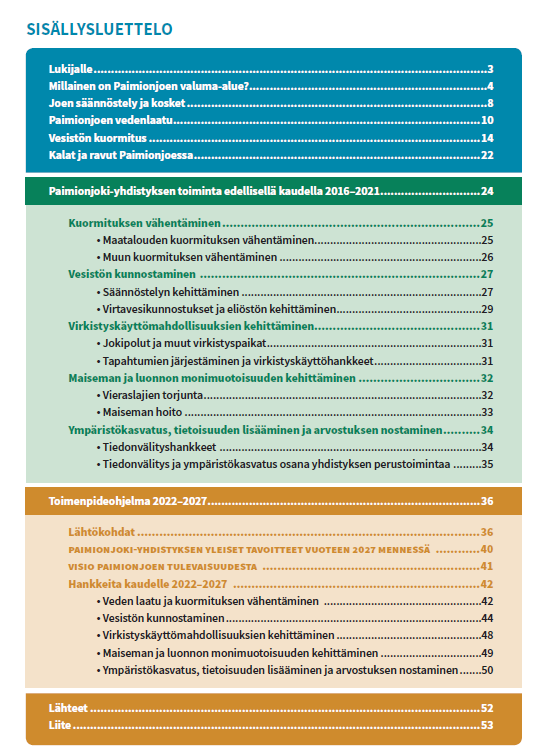 SISÄLLYSLUETTELO
Lukijalle....................3
Millainen on Paimionjoen valuma-alue?....................4
Joen säännöstely ja kosket....................8
Paimionjoen vedenlaatu....................10
Vesistön kuormitus....................14
Kalat ja ravut Paimionjoessa....................22
Paimionjoki-yhdistyksen toiminta edellisellä kaudella 2016–2021....................24
Kuormituksen vähentäminen....................25
• Maatalouden kuormituksen vähentäminen....................25
• Muun kuormituksen vähentäminen....................26
Vesistön kunnostaminen....................27
• Säännöstelyn kehittäminen....................27
• Virtavesikunnostukset ja eliöstön kehittäminen....................29
Virkistyskäyttömahdollisuuksien kehittäminen....................31
• Jokipolut ja muut virkistyspaikat....................31
• Tapahtumien järjestäminen ja virkistyskäyttöhankkeet....................31
Maiseman ja luonnon monimuotoisuuden kehittäminen....................32
• Vieraslajien torjunta....................32
• Maiseman hoito....................33
Ympäristökasvatus, tietoisuuden lisääminen ja arvostuksen nostaminen..........34
• Tiedonvälityshankkeet....................34
• Tiedonvälitys ja ympäristökasvatus osana yhdistyksen perustoimintaa.........35
Toimenpideohjelma 2022–2027....................36
Lähtökohdat....................36
PAIMIONJOKI-YHDISTYKSEN YLEISET TAVOITTEET VUOTEEN 2027 MENNESSÄ...........40
VISIO PAIMIONJOEN TULEVAISUUDESTA....................41
Hankkeita kaudelle 2022–2027....................42
• Veden laatu ja kuormituksen vähentäminen....................42
• Vesistön kunnostaminen....................44
• Virkistyskäyttömahdollisuuksien kehittäminen....................48
• Maiseman ja luonnon monimuotoisuuden kehittäminen....................49
• Ympäristökasvatus, tietoisuuden lisääminen ja arvostuksen nostaminen.......50
Lähteet....................52
Liite....................53